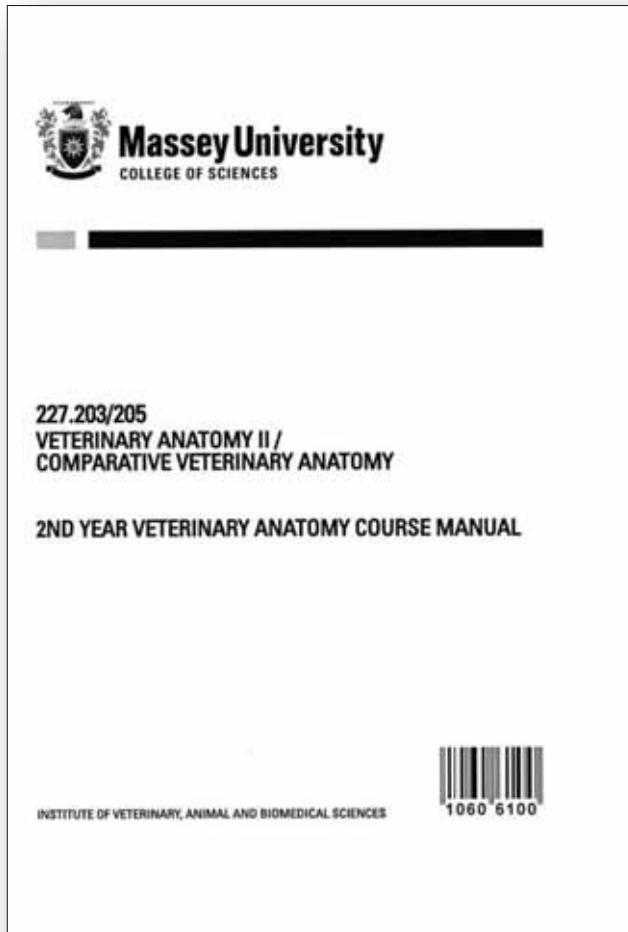 Massey University
COLLEGE OF SCIENCES
227.203/205
VETERINARY ANATOMY II /
COMPARATIVE VETERINARY ANATOMY
2ND YEAR VETERINARY ANATOMY COURSE MANUAL
INSTITUTE OF VETERINARY, ANIMAL AND BIOMEDICAL SCIENCES
1060 6100